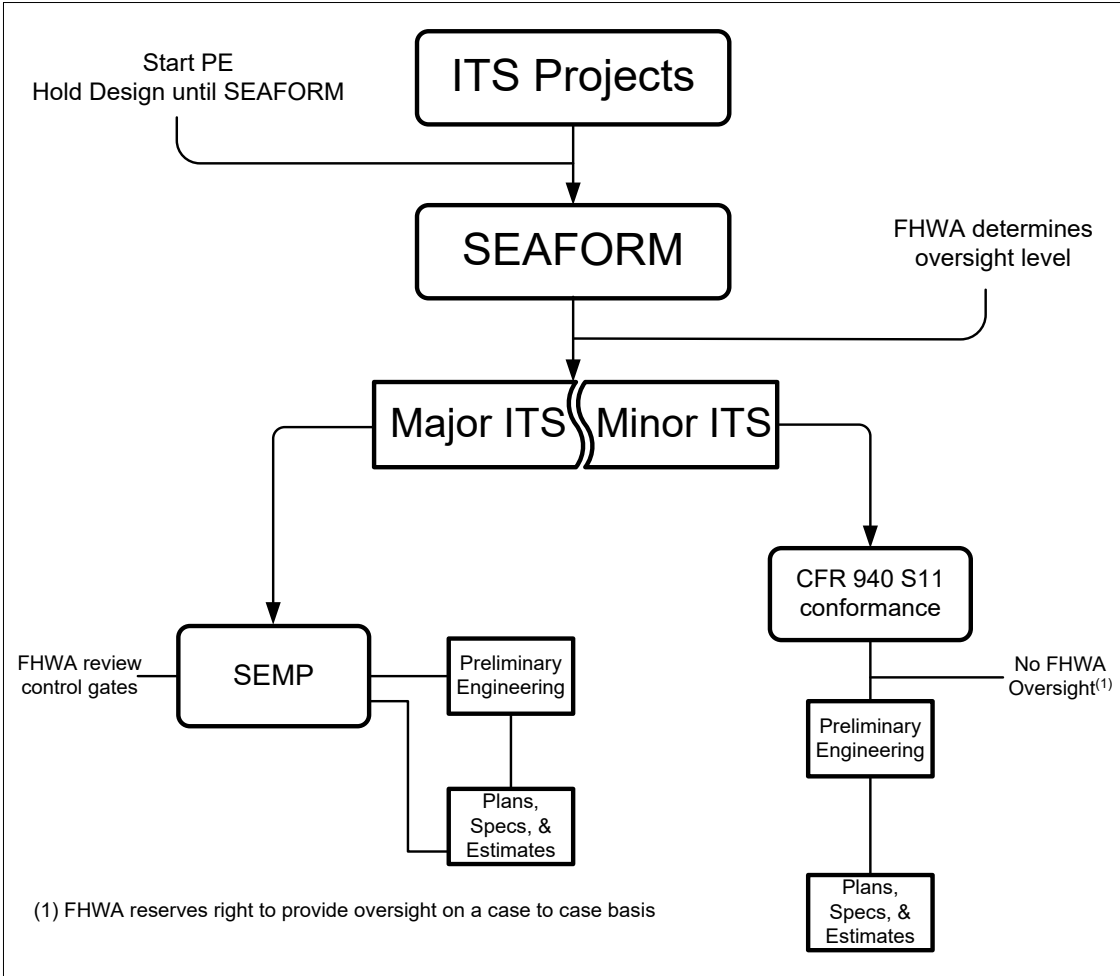 ITS Projects
Start PE
Hold Design until SEAFORM
SEAFORM
FHWA determines
oversight level
Major ITS
Minor ITS
CFR 940 S11
conformance
FHWA review
control gates
SEMP
Preliminary
Engineering
No FHWA
Oversight(1)
Preliminary
Engineering
Plans,
Specs, &
Estimates
Plans,
Specs, &
Estimates
(1) FHWA reserves right to provide oversight on a case to case basis